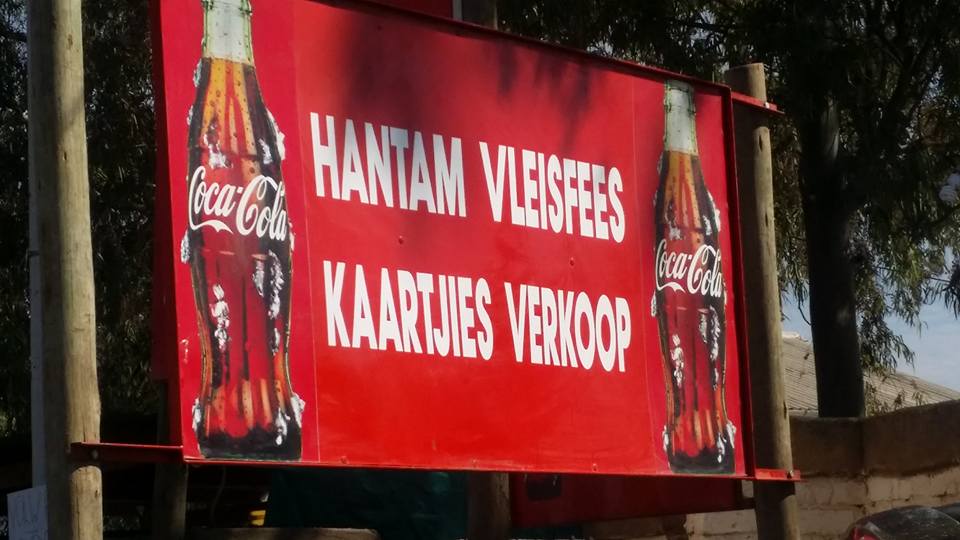 Coca-Cola
HANTAM VLEISFEES
KAARTJIES VERKOOP
Coca-Cola